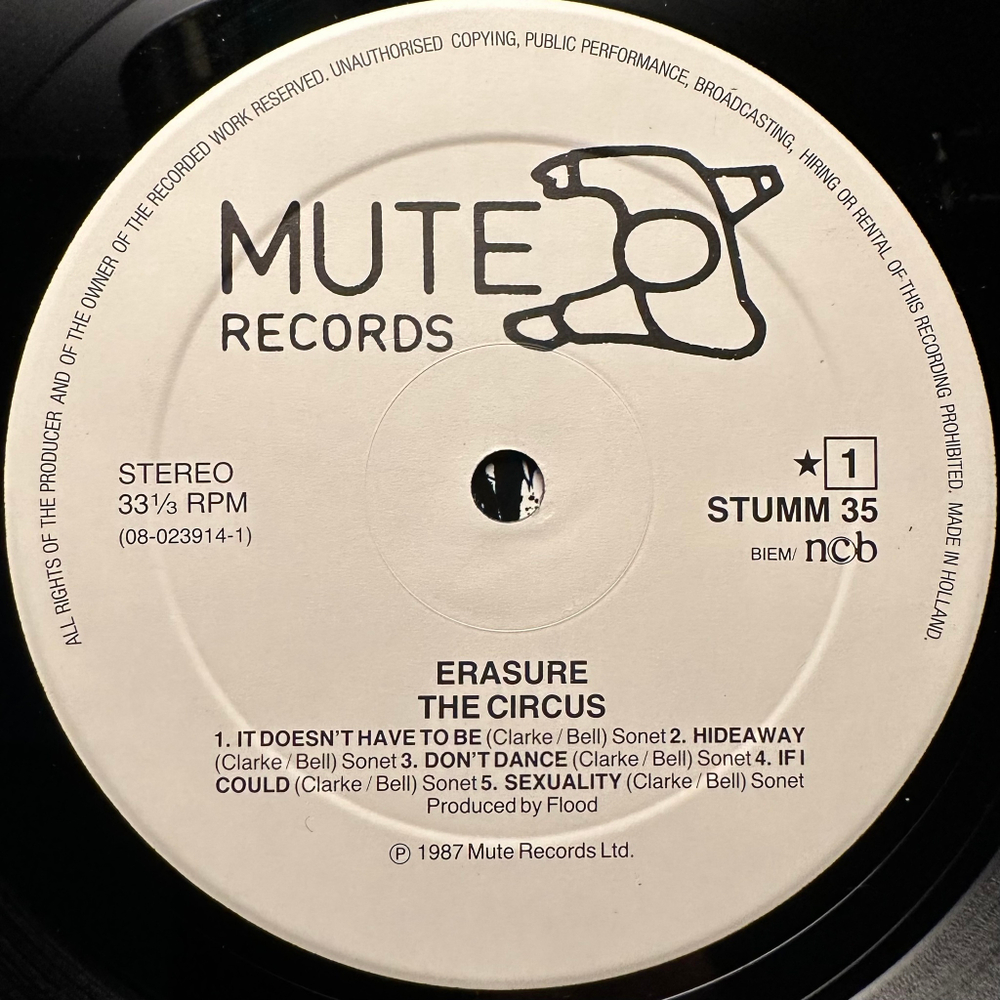 ALL RIGHTS OF THE PRODUCER AND OF THE OWNER OF THE RECORDED WORK RESERVED. UNAUTHORISED COPYING, PUBLIC PERFORMANCE, BROADCASTING, HIRING OR RENTAL OF THIS RECORDING PROHIBITED. MADE IN HOLLAND.
MUTE
RECORDS
STEREO
33⅓ RPM
(08-023914-1)
★ 1
STUMM 35
BIEM/ ncb
ERASURE
THE CIRCUS
1. IT DOESN'T HAVE TO BE (Clarke / Bell) Sonet 2. HIDEAWAY
(Clarke / Bell) Sonet 3. DON'T DANCE (Clarke / Bell) Sonet 4. IF I
COULD (Clarke / Bell) Sonet 5. SEXUALITY (Clarke / Bell) Sonet
Produced by Flood
℗ 1987 Mute Records Ltd.